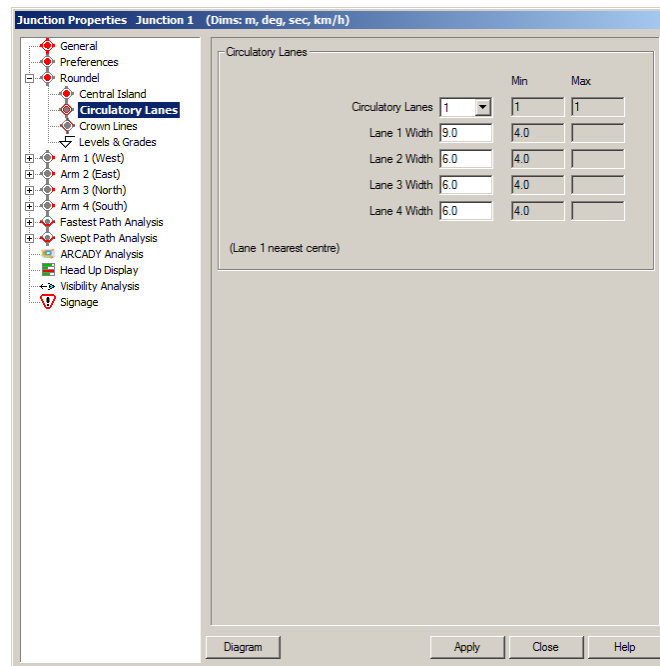 Junction Properties Junction 1 (Dims: m, deg, sec, km/h)
General
Preferences
Roundel
Central Island
Circulatory Lanes
Crown Lines
Levels & Grades
Arm 1 (West)
Arm 2 (East)
Arm 3 (North)
Arm 4 (South)
Fastest Path Analysis
Swept Path Analysis
ARCADY Analysis
Head Up Display
Visibility Analysis
Signage
Circulatory Lanes
Min Max
Circulatory Lanes 1 1 1
Lane 1 Width 9.0 4.0
Lane 2 Width 6.0 4.0
Lane 3 Width 6.0 4.0
Lane 4 Width 6.0 4.0
(Lane 1 nearest centre)
Diagram Apply Close Help